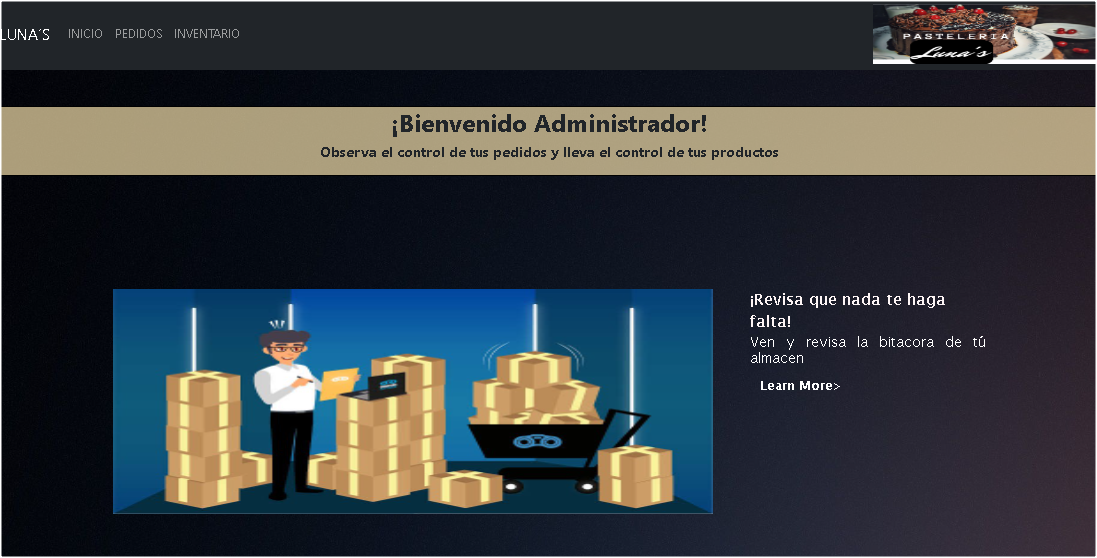 LUNA´S INICIO PEDIDOS INVENTARIO
PASTELERIA
Luna´s
¡Bienvenido Administrador!
Observa el control de tus pedidos y lleva el control de tus productos
¡Revisa que nada te haga
falta!
Ven y revisa la bitacora de tú
almacen
Learn More>